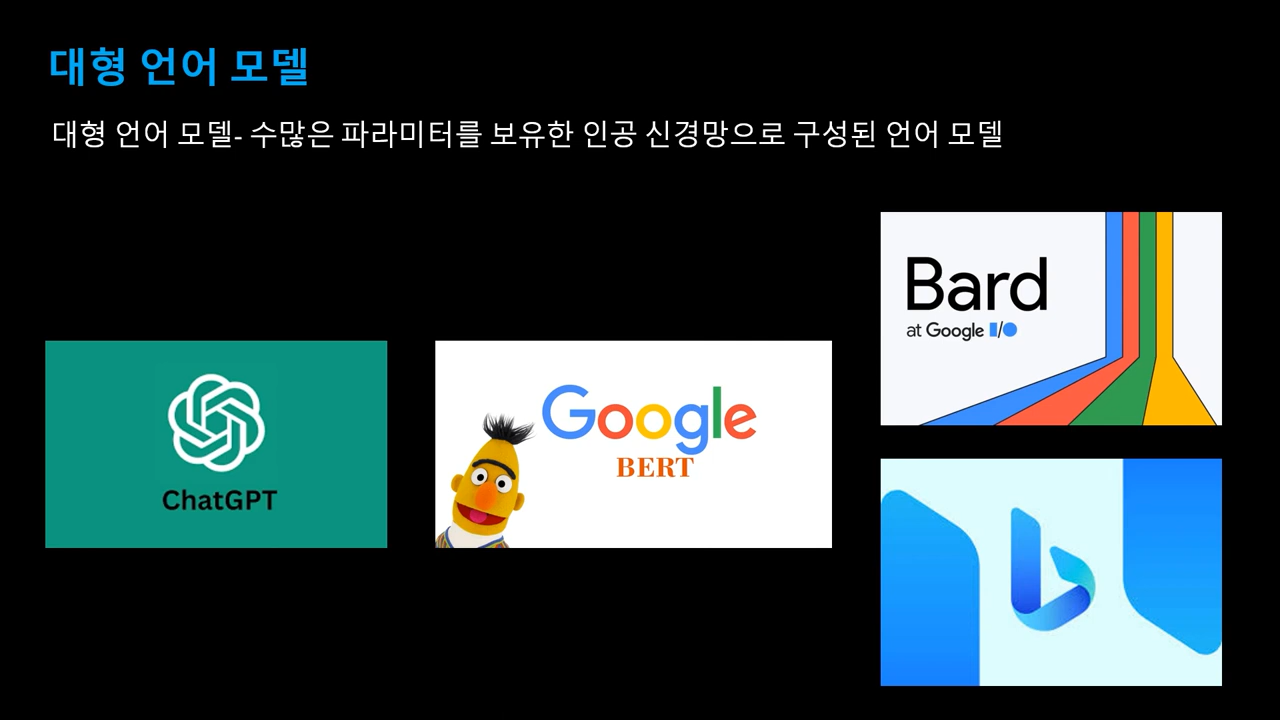 대형 언어 모델
대형 언어 모델- 수많은 파라미터를 보유한 인공 신경망으로 구성된 언어 모델
Bard
at Google I/O
ChatGPT
Google
BERT